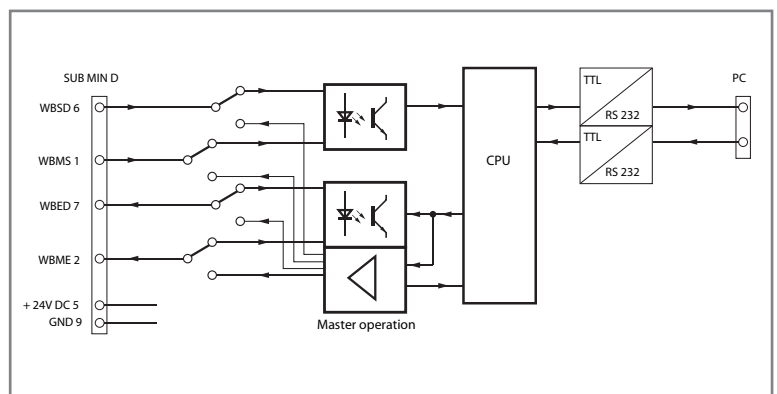 SUB MIN D
WBSD 6
WBMS 1
WBED 7
WBME 2
+ 24V DC 5
GND 9
Master operation
CPU
TTL
RS 232
TTL
RS 232
PC